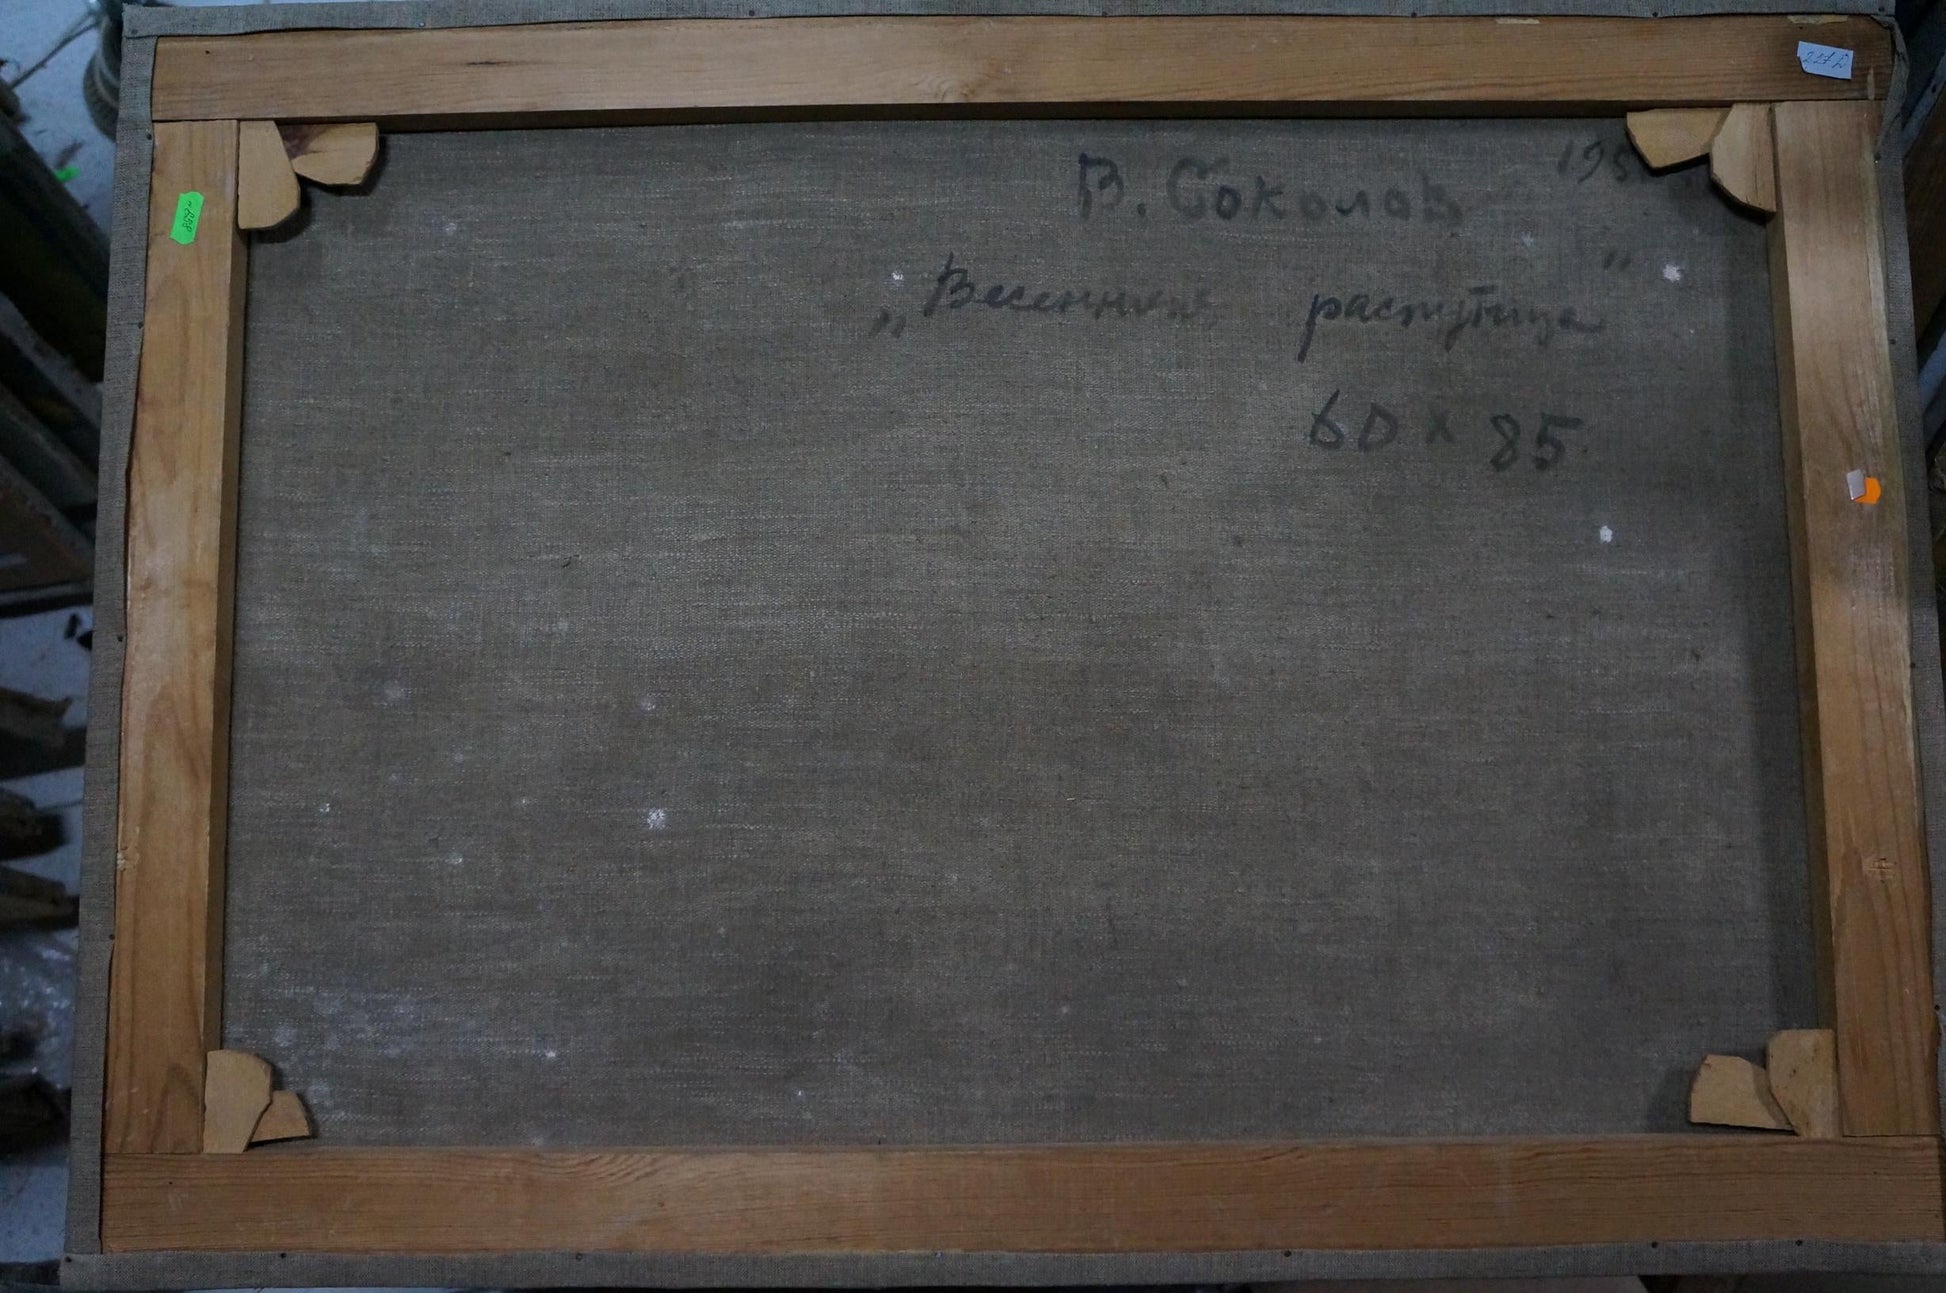 В. Соколов
„Весенняя распутица"
60 x 85